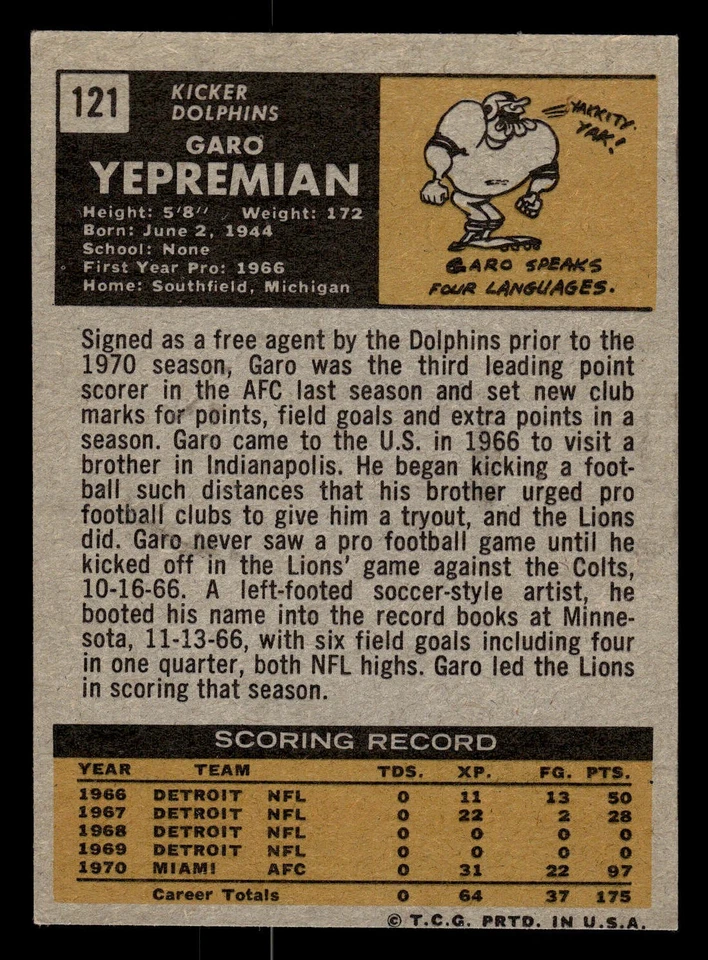 121
KICKER
DOLPHINS
GARO
YEPREMIAN
Height: 5'8" Weight: 172
Born: June 2, 1944
School: None
First Year Pro: 1966
Home: Southfield, Michigan
YAKKITY
YAK!
GARO SPEAKS
FOUR LANGUAGES.
Signed as a free agent by the Dolphins prior to the
1970 season, Garo was the third leading point
scorer in the AFC last season and set new club
marks for points, field goals and extra points in a
season. Garo came to the U.S. in 1966 to visit a
brother in Indianapolis. He began kicking a foot-
ball such distances that his brother urged pro
football clubs to give him a tryout, and the Lions
did. Garo never saw a pro football game until he
kicked off in the Lions' game against the Colts,
10-16-66. A left-footed soccer-style artist, he
booted his name into the record books at Minne-
sota, 11-13-66, with six field goals including four
in one quarter, both NFL highs. Garo led the Lions
in scoring that season.
SCORING RECORD
YEAR TEAM TDS. XP. FG. PTS.
1966 DETROIT NFL 0 11 13 50
1967 DETROIT NFL 0 22 2 28
1968 DETROIT NFL 0 0 0 0
1969 DETROIT NFL 0 0 0 0
1970 MIAMI AFC 0 31 22 97
Career Totals 0 64 37 175
© T.C.G. PRTD. IN U.S.A.